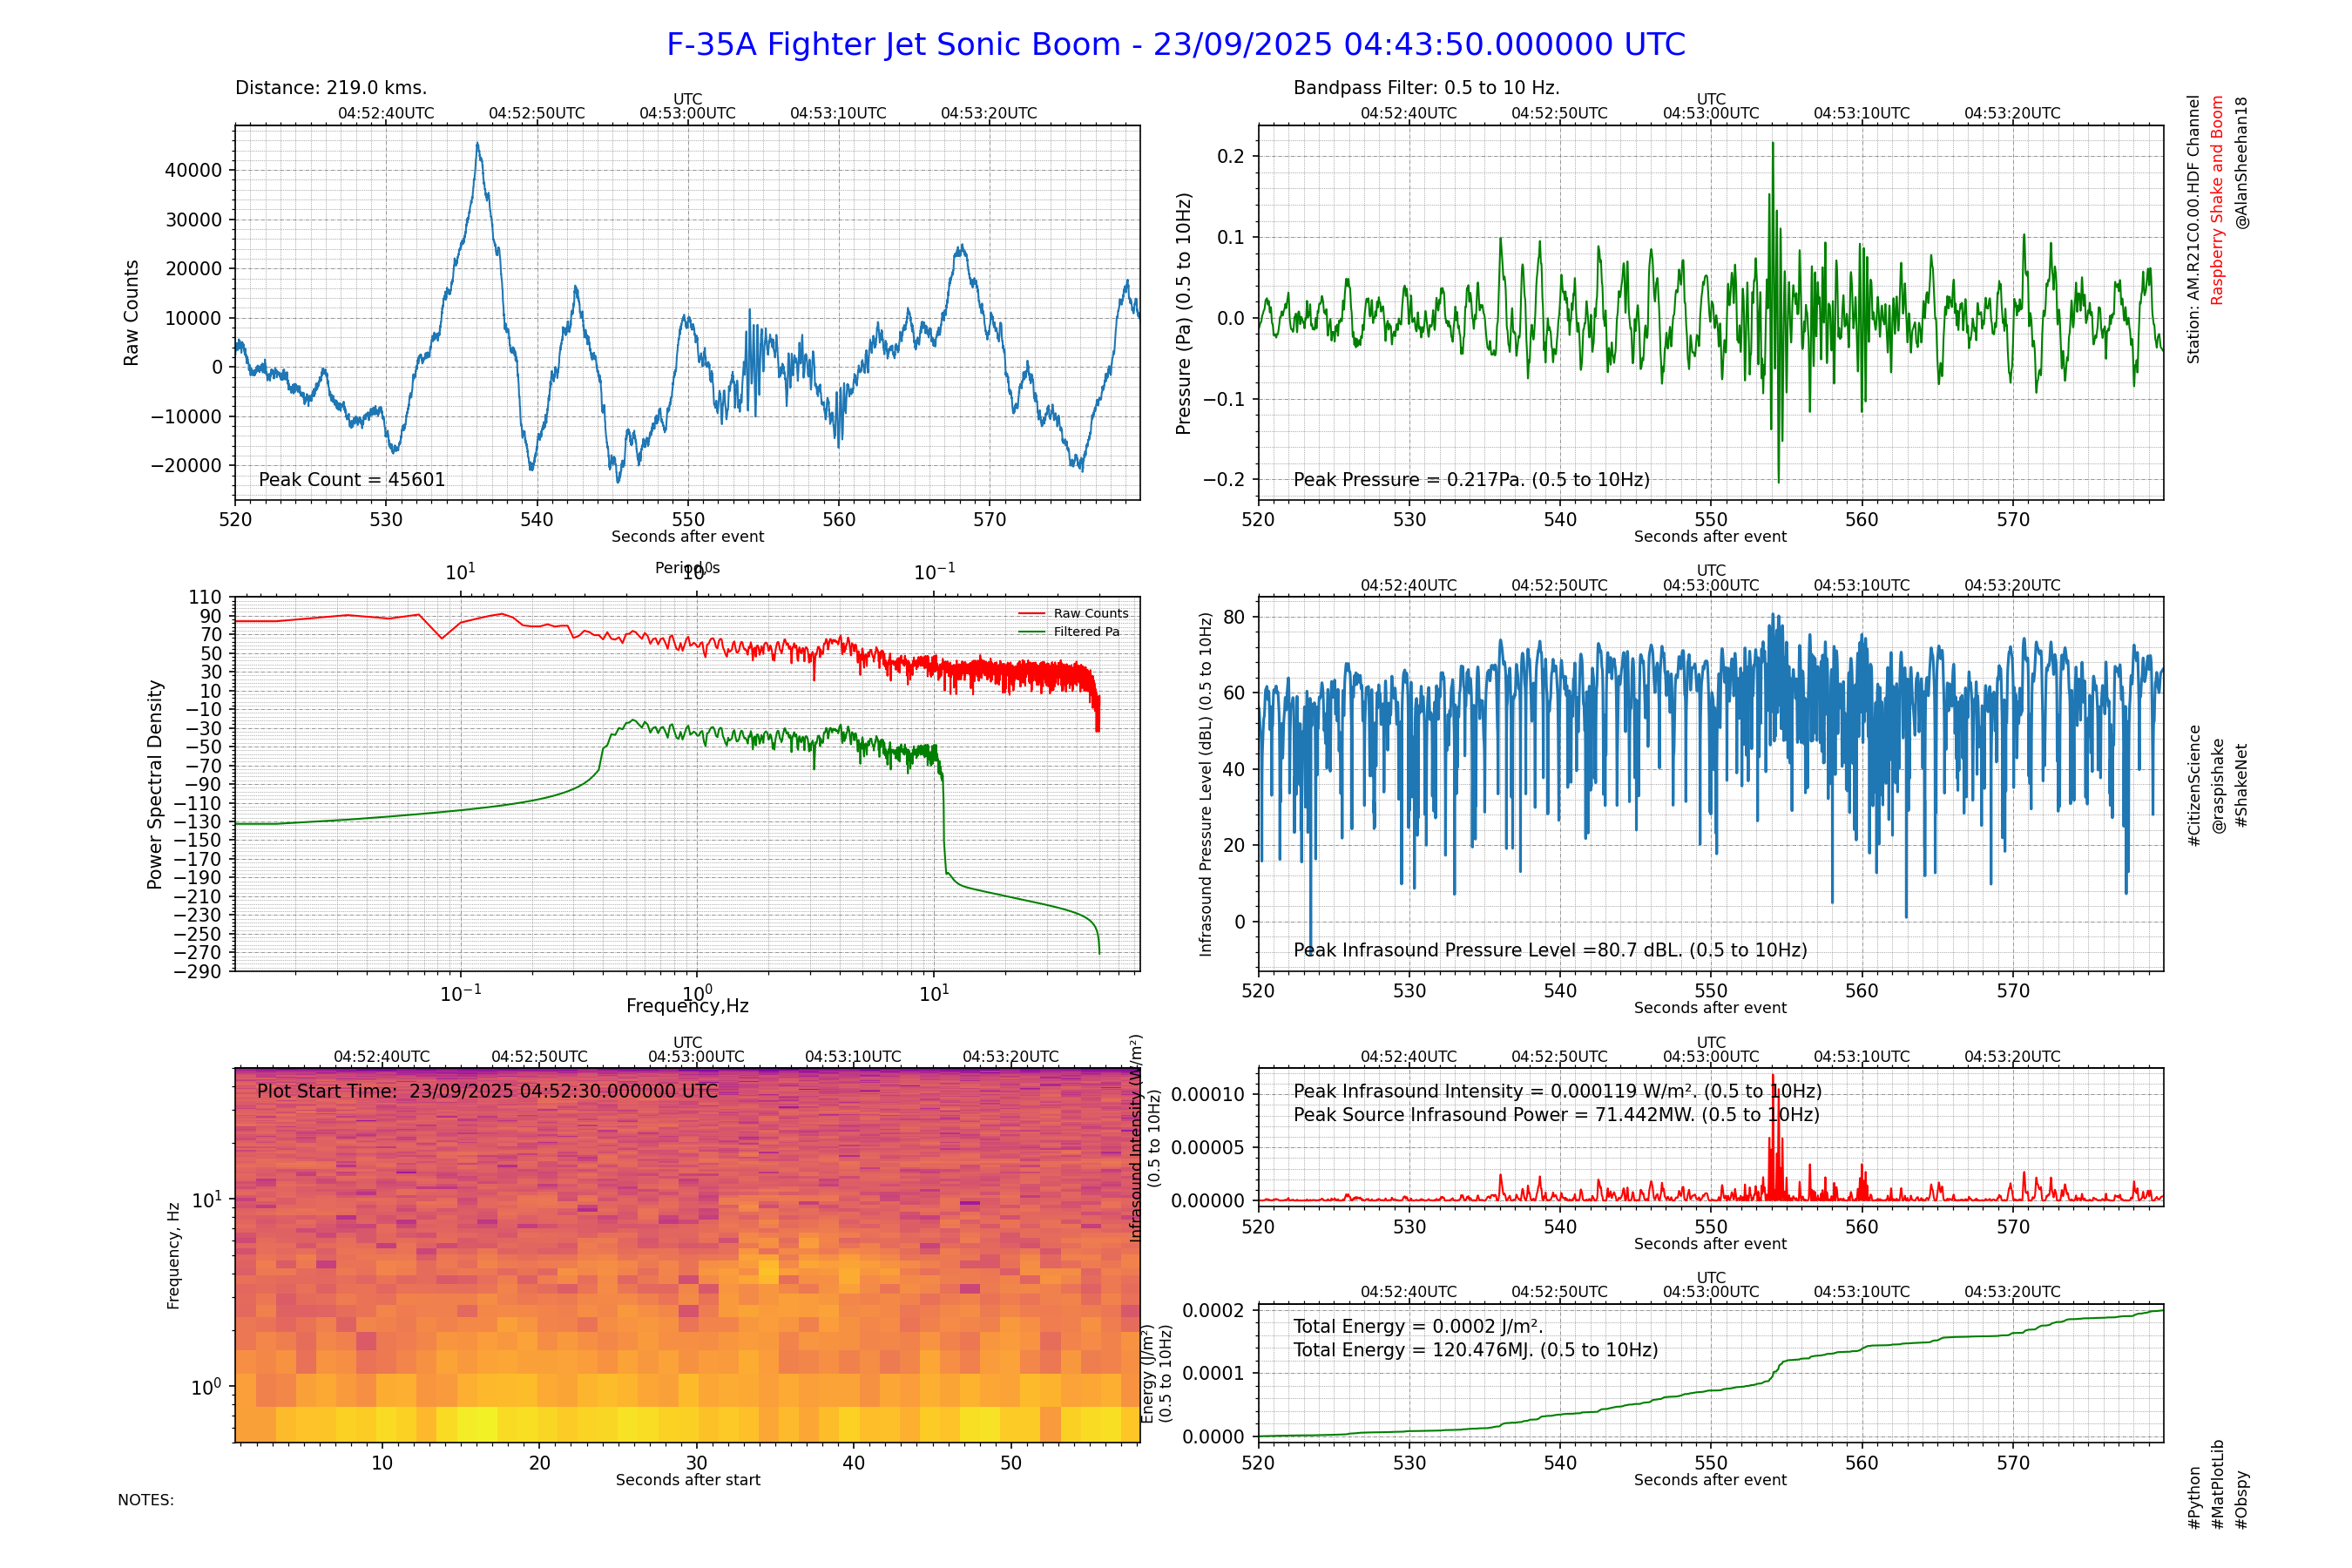 F-35A Fighter Jet Sonic Boom - 23/09/2025 04:43:50.000000 UTC
Distance: 219.0 kms.
UTC
04:52:40UTC 04:52:50UTC 04:53:00UTC 04:53:10UTC 04:53:20UTC
Raw Counts
40000
30000
20000
10000
0
−10000
−20000
Peak Count = 45601
520 530 540 550 560 570
Seconds after event
Bandpass Filter: 0.5 to 10 Hz.
UTC
04:52:40UTC 04:52:50UTC 04:53:00UTC 04:53:10UTC 04:53:20UTC
Pressure (Pa) (0.5 to 10Hz)
0.2
0.1
0.0
−0.1
−0.2
Peak Pressure = 0.217Pa. (0.5 to 10Hz)
520 530 540 550 560 570
Seconds after event
Station: AM.R21C0.00.HDF Channel
Raspberry Shake and Boom
@AlanSheehan18
Period, s
10¹ 10⁰ 10⁻¹
Power Spectral Density
110
90
70
50
30
10
−10
−30
−50
−70
−90
−110
−130
−150
−170
−190
−210
−230
−250
−270
−290
Raw Counts
Filtered Pa
10⁻¹ 10⁰ 10¹
Frequency,Hz
UTC
04:52:40UTC 04:52:50UTC 04:53:00UTC 04:53:10UTC 04:53:20UTC
Infrasound Pressure Level (dBL) (0.5 to 10Hz)
80
60
40
20
0
Peak Infrasound Pressure Level =80.7 dBL. (0.5 to 10Hz)
520 530 540 550 560 570
Seconds after event
#CitizenScience
@raspishake
#ShakeNet
UTC
04:52:40UTC 04:52:50UTC 04:53:00UTC 04:53:10UTC 04:53:20UTC
Plot Start Time: 23/09/2025 04:52:30.000000 UTC
Frequency, Hz
10¹
10⁰
10 20 30 40 50
Seconds after start
UTC
04:52:40UTC 04:52:50UTC 04:53:00UTC 04:53:10UTC 04:53:20UTC
Infrasound Intensity (W/m²)
(0.5 to 10Hz)
0.00010
0.00005
0.00000
Peak Infrasound Intensity = 0.000119 W/m². (0.5 to 10Hz)
Peak Source Infrasound Power = 71.442MW. (0.5 to 10Hz)
520 530 540 550 560 570
Seconds after event
UTC
04:52:40UTC 04:52:50UTC 04:53:00UTC 04:53:10UTC 04:53:20UTC
Energy (J/m²)
(0.5 to 10Hz)
0.0002
0.0001
0.0000
Total Energy = 0.0002 J/m².
Total Energy = 120.476MJ. (0.5 to 10Hz)
520 530 540 550 560 570
Seconds after event
#Python
#MatPlotLib
#Obspy
NOTES: